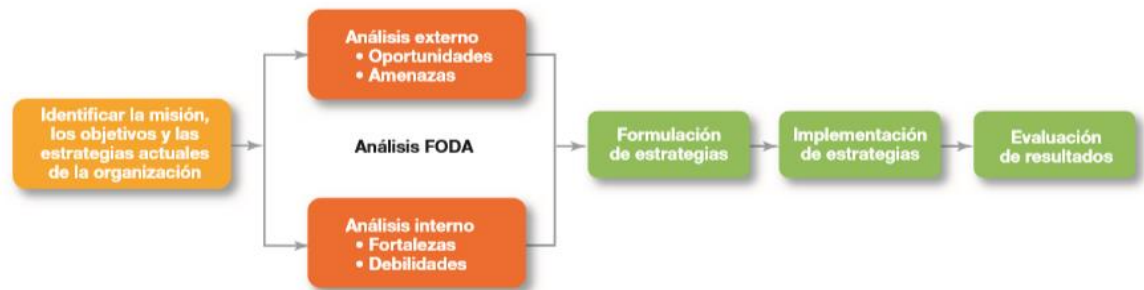 Identificar la misión,
los objetivos y las
estrategias actuales
de la organización
Análisis externo
• Oportunidades
• Amenazas
Análisis FODA
Análisis interno
• Fortalezas
• Debilidades
Formulación
de estrategias
Implementación
de estrategias
Evaluación
de resultados